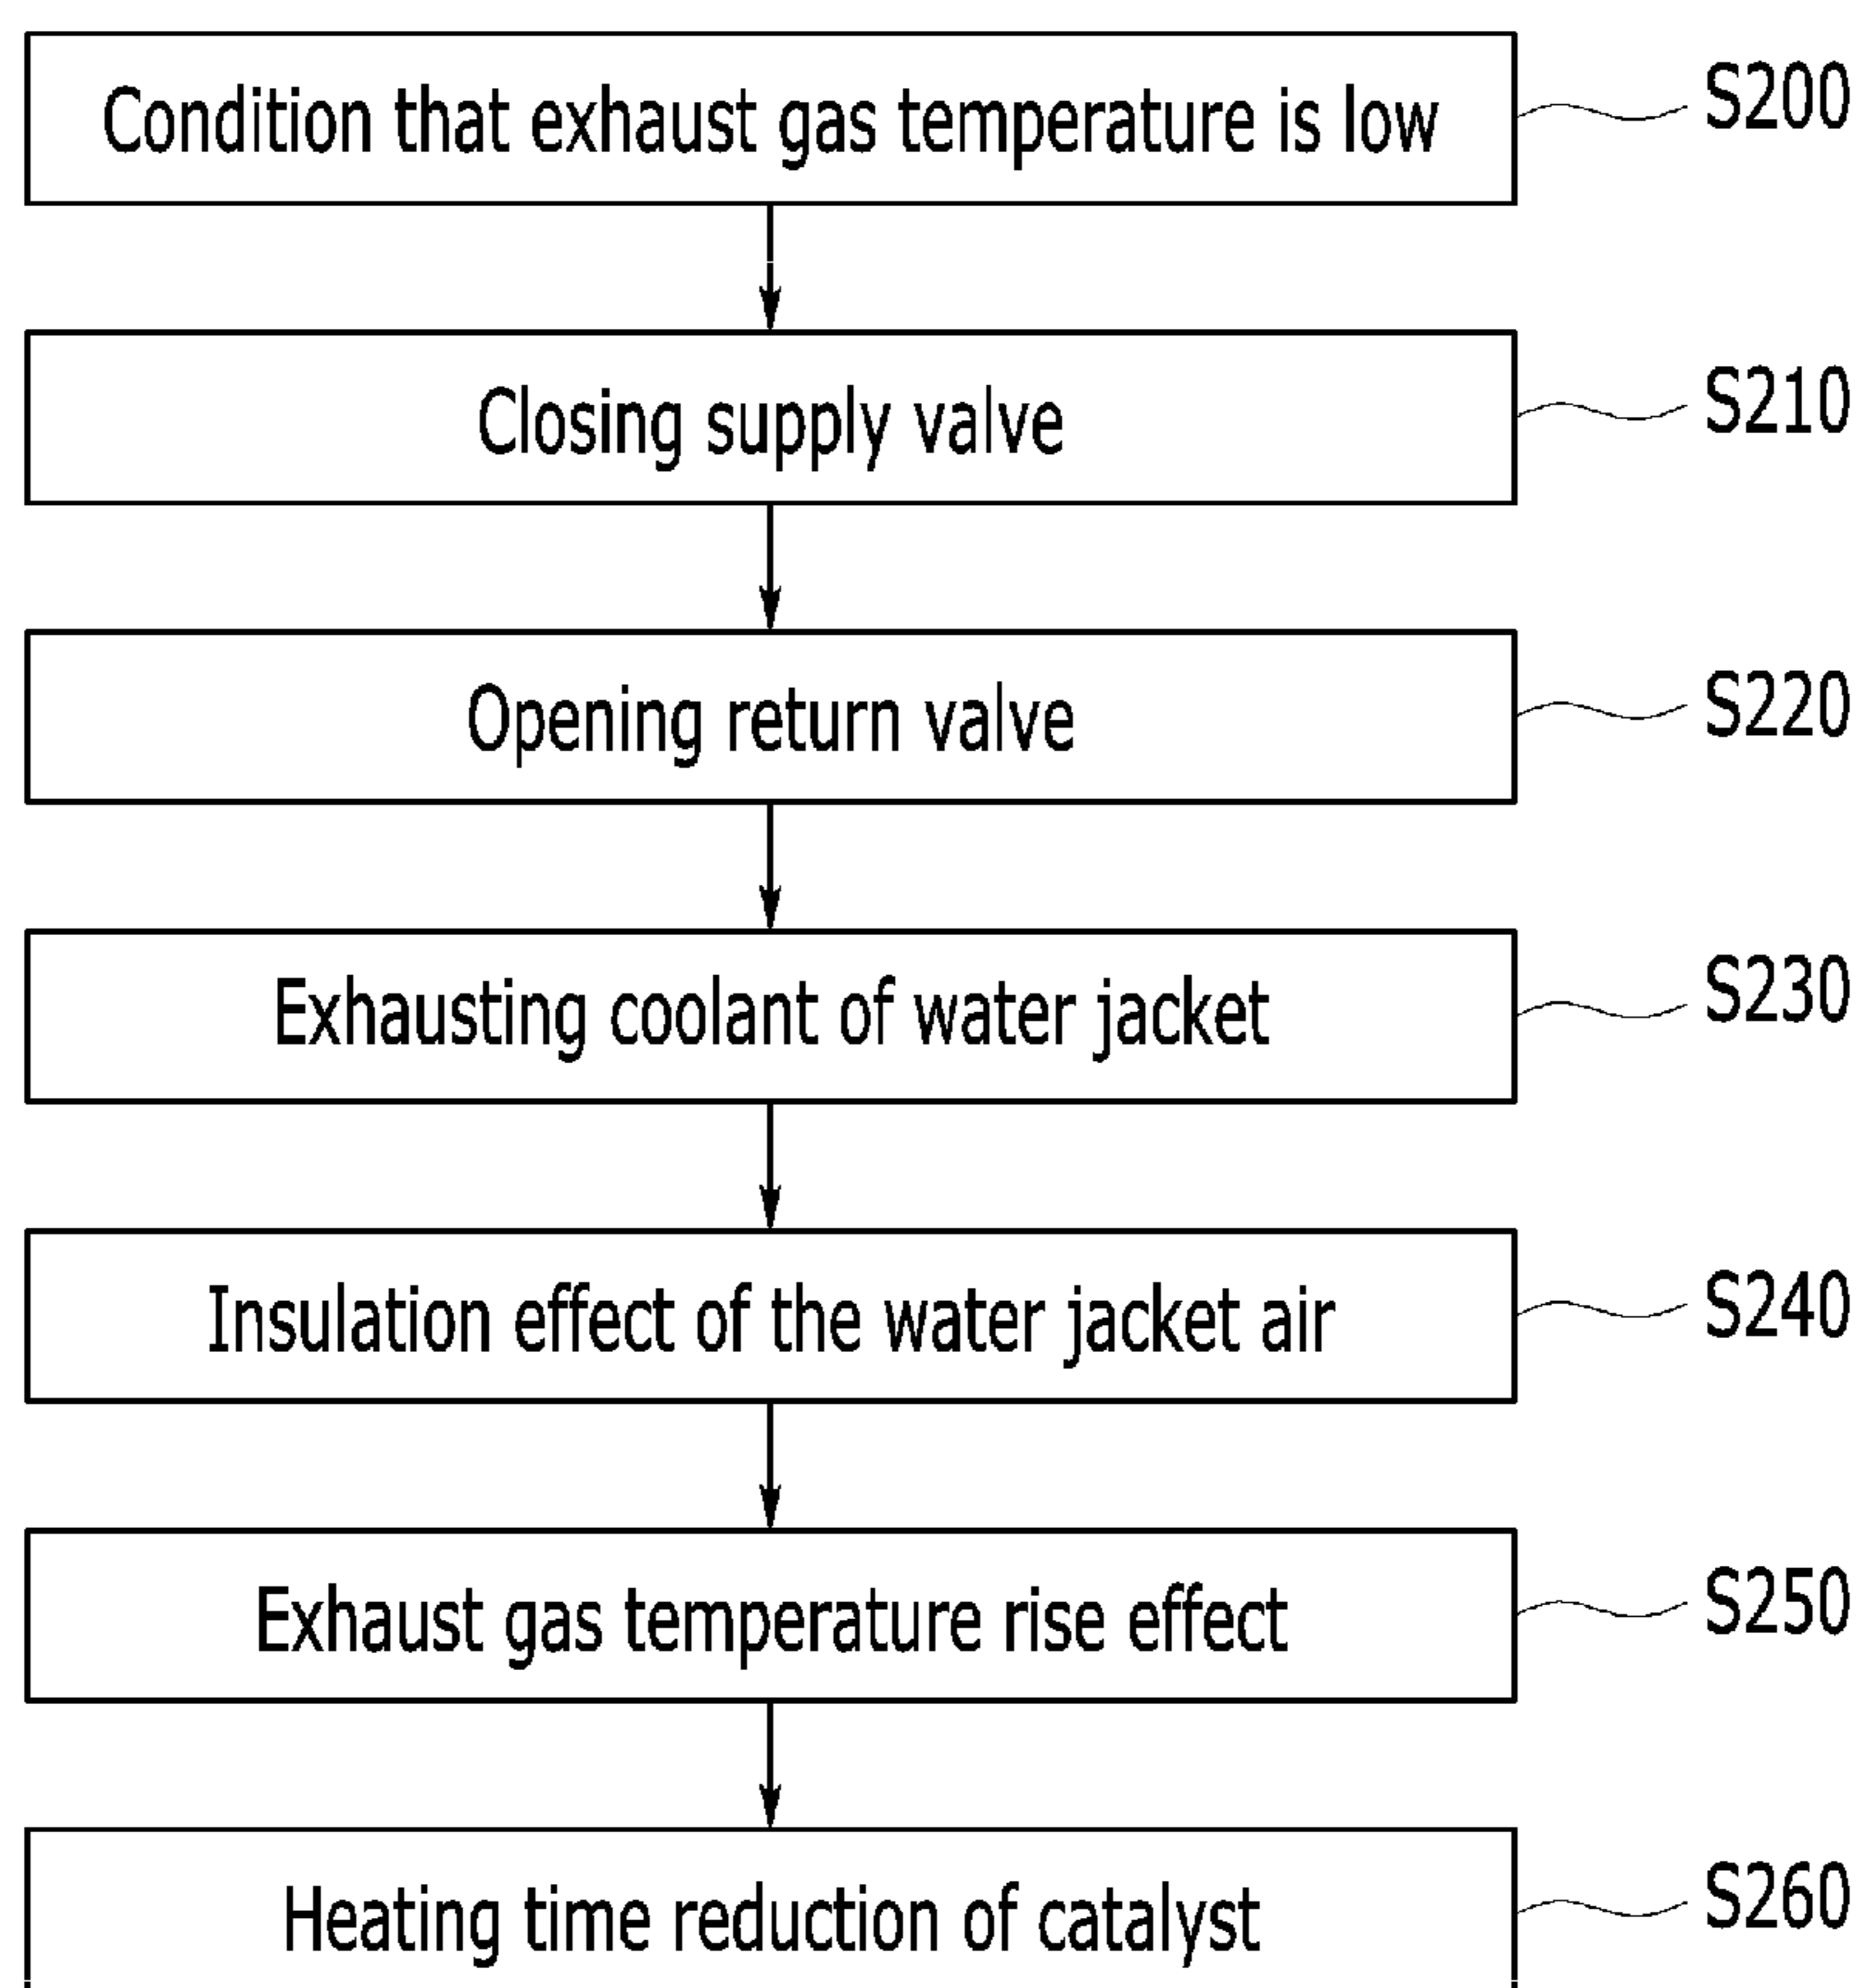 Condition that exhaust gas temperature is low S200
Closing supply valve S210
Opening return valve S220
Exhausting coolant of water jacket S230
Insulation effect of the water jacket air S240
Exhaust gas temperature rise effect S250
Heating time reduction of catalyst S260